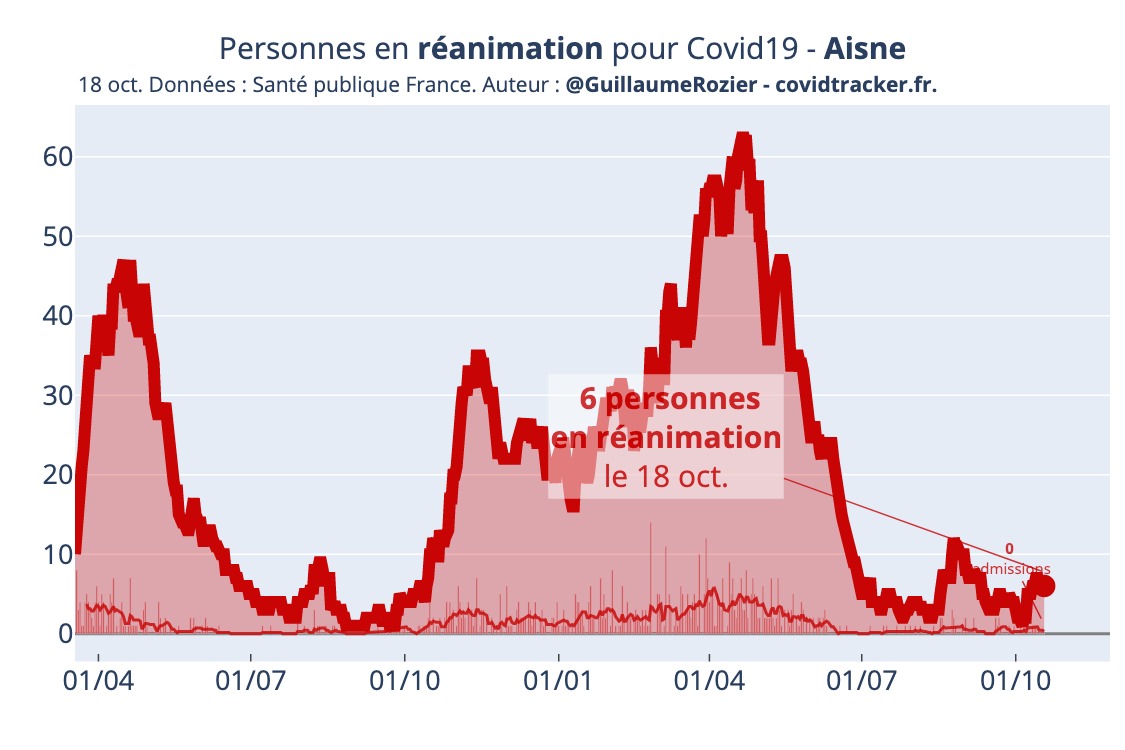 Personnes en réanimation pour Covid19 - Aisne
18 oct. Données : Santé publique France. Auteur : @GuillaumeRozier - covidtracker.fr.
60
50
40
30
20
10
0
6 personnes
en réanimation
le 18 oct.
0
admissions
01/04
01/07
01/10
01/01
01/04
01/07
01/10